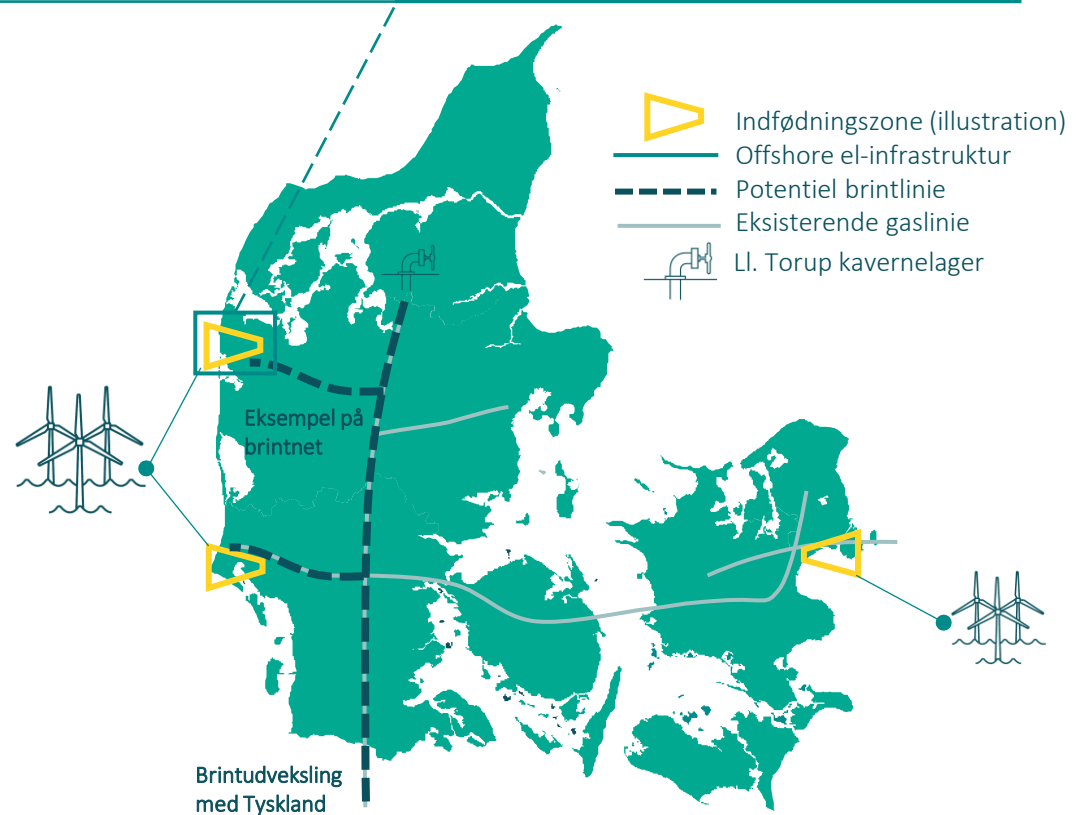 Indfødningszone (illustration)
Offshore el-infrastruktur
Potentiel brintlinie
Eksisterende gaslinie
Ll. Torup kavernelager
Eksempel på
brintnet
Brintudveksling
med Tyskland